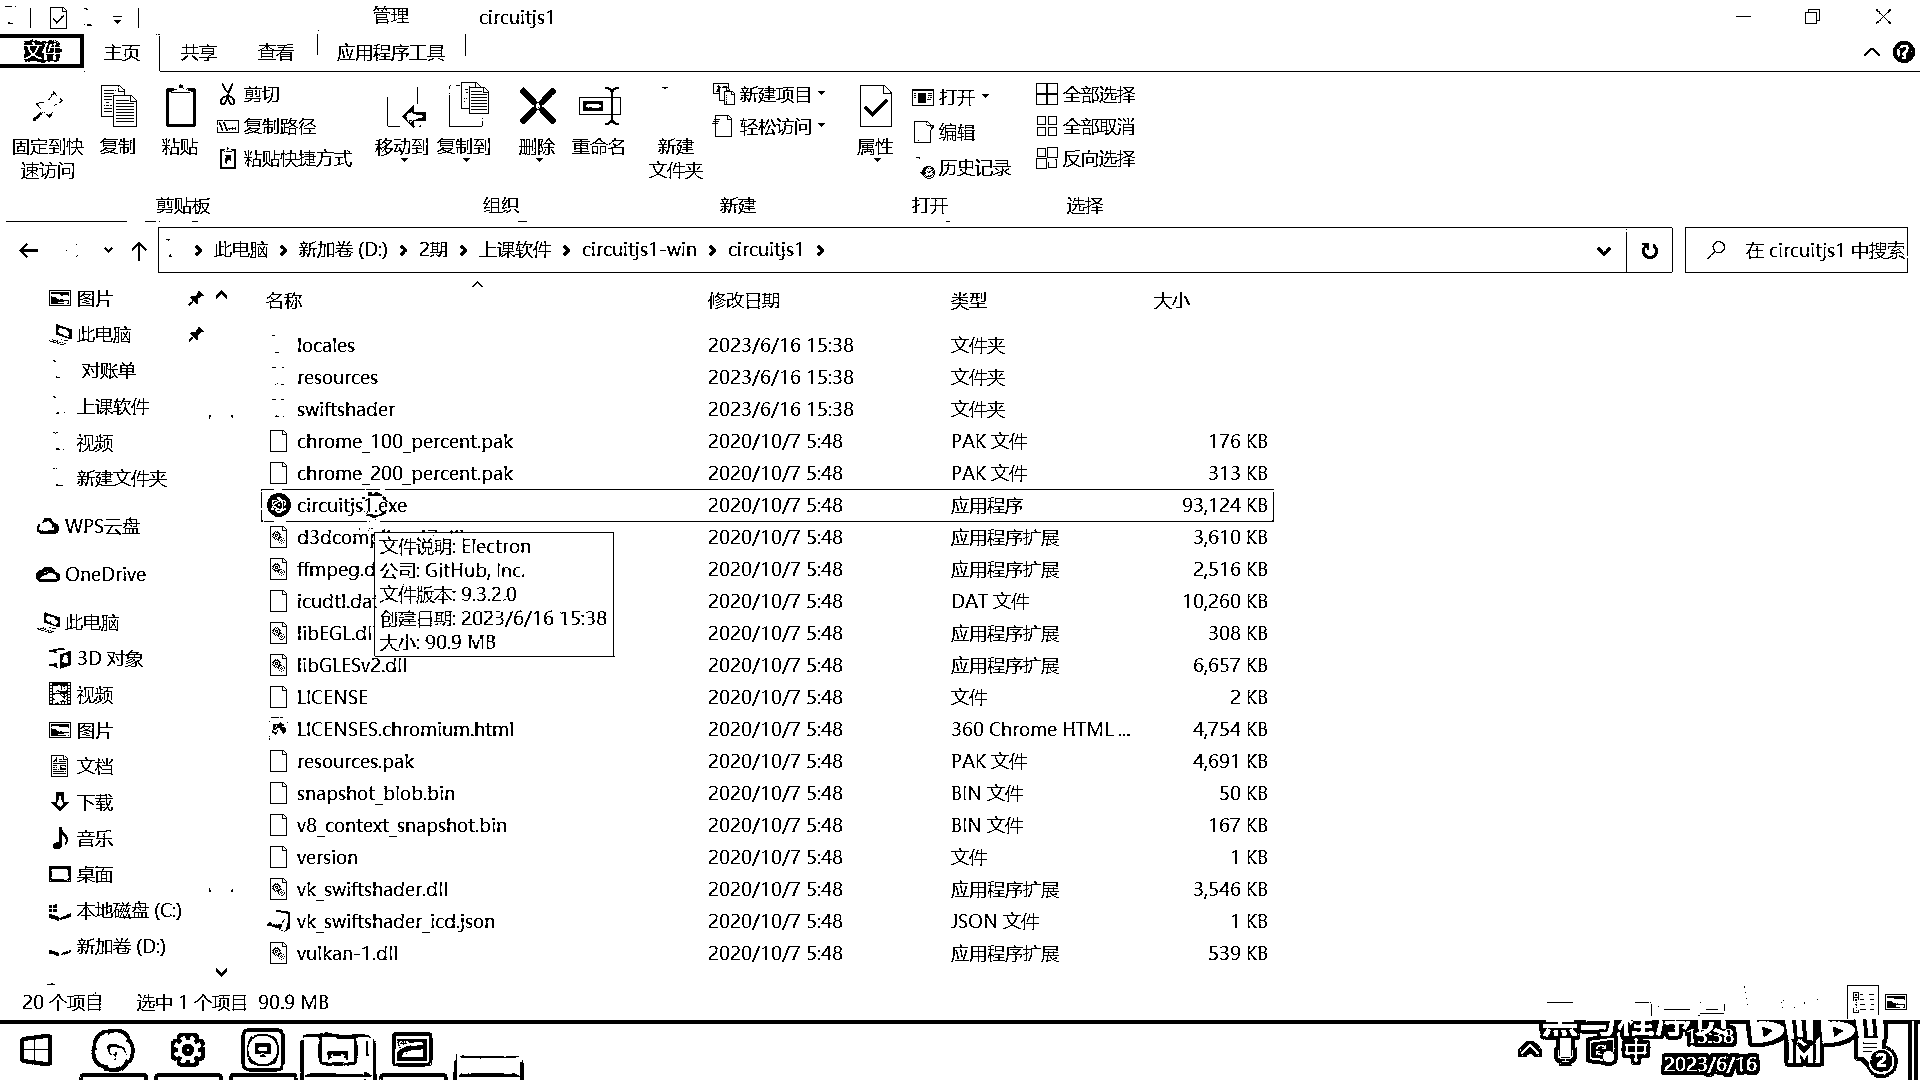 管理 circuitjs1
文件 主页 共享 查看 应用程序工具
固定到快速访问 复制 粘贴 剪切 复制路径 粘贴快捷方式 移动到 复制到 删除 重命名 新建文件夹 新建项目 轻松访问 属性 打开 编辑 历史记录 全部选择 全部取消 反向选择
剪贴板 组织 新建 打开 选择
此电脑 新加卷 (D:) 2期 上课软件 circuitjs1-win circuitjs1 在 circuitjs1 中搜索
图片
此电脑
对账单
上课软件
视频
新建文件夹
WPS云盘
OneDrive
此电脑
3D 对象
视频
图片
文档
下载
音乐
桌面
本地磁盘 (C:)
新加卷 (D:)
名称 修改日期 类型 大小
locales 2023/6/16 15:38 文件夹
resources 2023/6/16 15:38 文件夹
swiftshader 2023/6/16 15:38 文件夹
chrome_100_percent.pak 2020/10/7 5:48 PAK 文件 176 KB
chrome_200_percent.pak 2020/10/7 5:48 PAK 文件 313 KB
circuitjs1.exe 2020/10/7 5:48 应用程序 93,124 KB
d3dcom 2020/10/7 5:48 应用程序扩展 3,610 KB
ffmpeg.d 2020/10/7 5:48 应用程序扩展 2,516 KB
icudtl.dat 2020/10/7 5:48 DAT 文件 10,260 KB
libEGL.dl 2020/10/7 5:48 应用程序扩展 308 KB
libGLESv2.dll 2020/10/7 5:48 应用程序扩展 6,657 KB
LICENSE 2020/10/7 5:48 文件 2 KB
LICENSES.chromium.html 2020/10/7 5:48 360 Chrome HTML ... 4,754 KB
resources.pak 2020/10/7 5:48 PAK 文件 4,691 KB
snapshot_blob.bin 2020/10/7 5:48 BIN 文件 50 KB
v8_context_snapshot.bin 2020/10/7 5:48 BIN 文件 167 KB
version 2020/10/7 5:48 文件 1 KB
vk_swiftshader.dll 2020/10/7 5:48 应用程序扩展 3,546 KB
vk_swiftshader_icd.json 2020/10/7 5:48 JSON 文件 1 KB
vulkan-1.dll 2020/10/7 5:48 应用程序扩展 539 KB
文件说明: Electron
公司: GitHub, Inc.
文件版本: 9.3.2.0
创建日期: 2023/6/16 15:38
大小: 90.9 MB
20 个项目 选中 1 个项目 90.9 MB
中 15:38
2023/6/16
2